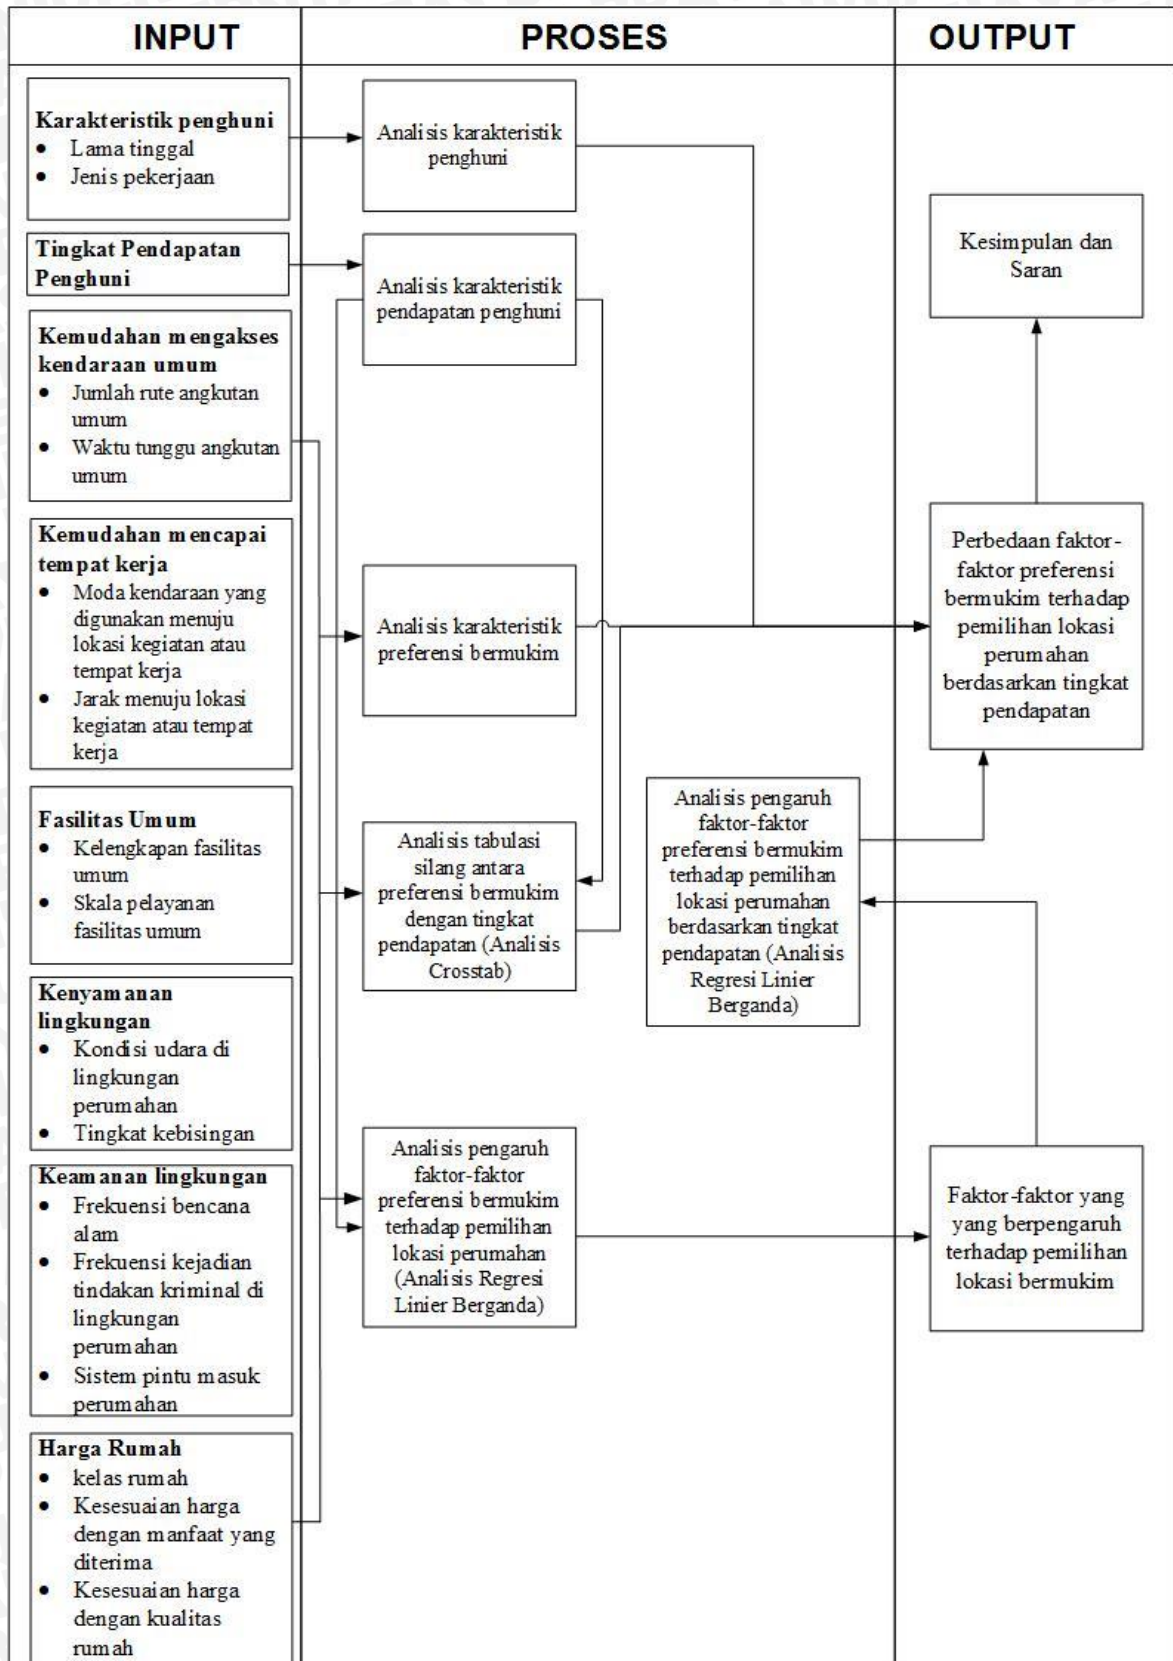 INPUT
PROSES
OUTPUT
Karakteristik penghuni
• Lama tinggal
• Jenis pekerjaan
Tingkat Pendapatan
Penghuni
Kemudahan mengakses
kendaraan umum
• Jumlah rute angkutan
umum
• Waktu tunggu angkutan
umum
Kemudahan mencapai
tempat kerja
• Moda kendaraan yang
digunakan menuju
lokasi kegiatan atau
tempat kerja
• Jarak menuju lokasi
kegiatan atau tempat
kerja
Fasilitas Umum
• Kelengkapan fasilitas
umum
• Skala pelayanan
fasilitas umum
Kenyamanan
lingkungan
• Kondisi udara di
lingkungan
perumahan
• Tingkat kebisingan
Keamanan lingkungan
• Frekuensi bencana
alam
• Frekuensi kejadian
tindakan kriminal di
lingkungan
perumahan
• Sistem pintu masuk
perumahan
Harga Rumah
• kelas rumah
• Kesesuaian harga
dengan manfaat yang
diterima
• Kesesuaian harga
dengan kualitas
rumah
Analisis karakteristik
penghuni
Analisis karakteristik
pendapatan penghuni
Analisis karakteristik
preferensi bermukim
Analisis tabulasi
silang antara
preferensi bermukim
dengan tingkat
pendapatan (Analisis
Crosstab)
Analisis pengaruh
faktor-faktor
preferensi bermukim
terhadap pemilihan
lokasi perumahan
(Analisis Regresi
Linier Berganda)
Analisis pengaruh
faktor-faktor
preferensi bermukim
terhadap pemilihan
lokasi perumahan
berdasarkan tingkat
pendapatan (Analisis
Regresi Linier
Berganda)
Kesimpulan dan
Saran
Perbedaan faktor-
faktor preferensi
bermukim terhadap
pemilihan lokasi
perumahan
berdasarkan tingkat
pendapatan
Faktor-faktor yang
yang berpengaruh
terhadap pemilihan
lokasi bermukim